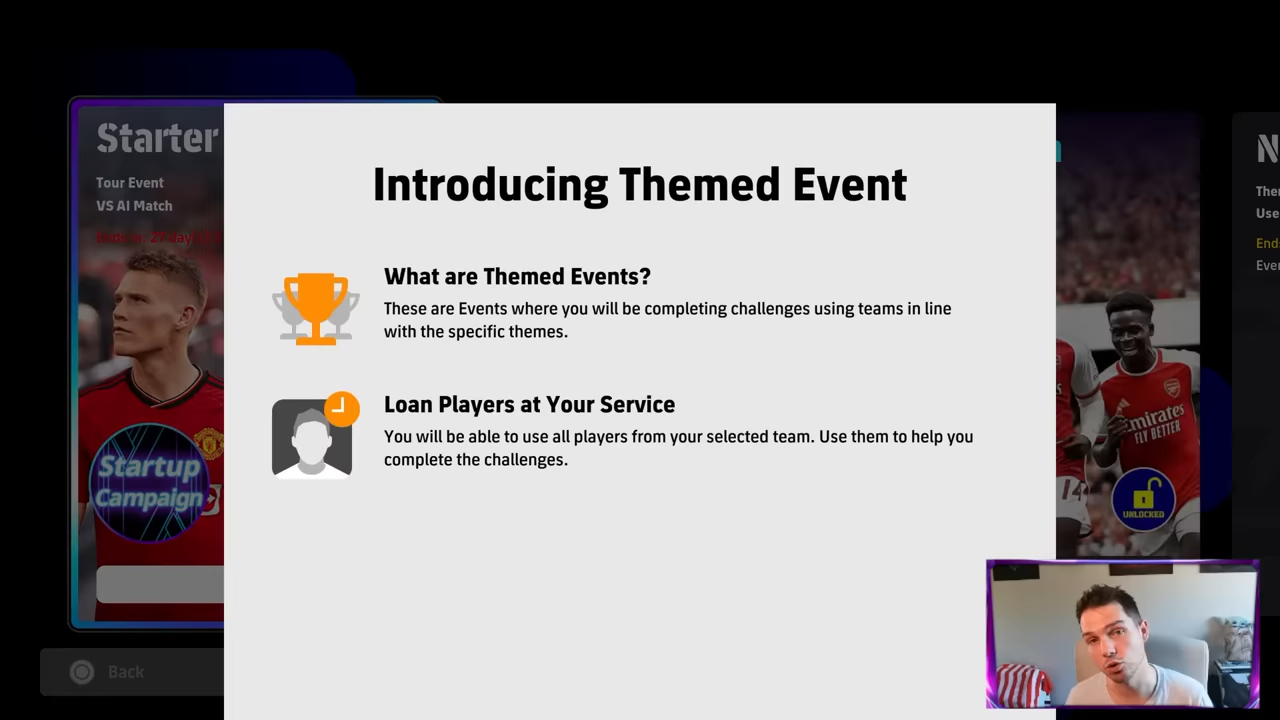 Starter
Tour Event
VS AI Match
Introducing Themed Event
What are Themed Events?
These are Events where you will be completing challenges using teams in line
with the specific themes.
Loan Players at Your Service
You will be able to use all players from your selected team. Use them to help you
complete the challenges.
Startup
Campaign
Emirates
FLY BETTER
14
UNLOCKED
Back